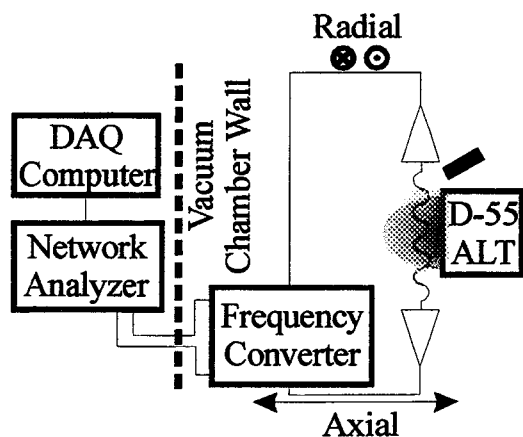 Radial
DAQ
Computer
Network
Analyzer
Vacuum
Chamber Wall
D-55
ALT
Frequency
Converter
Axial